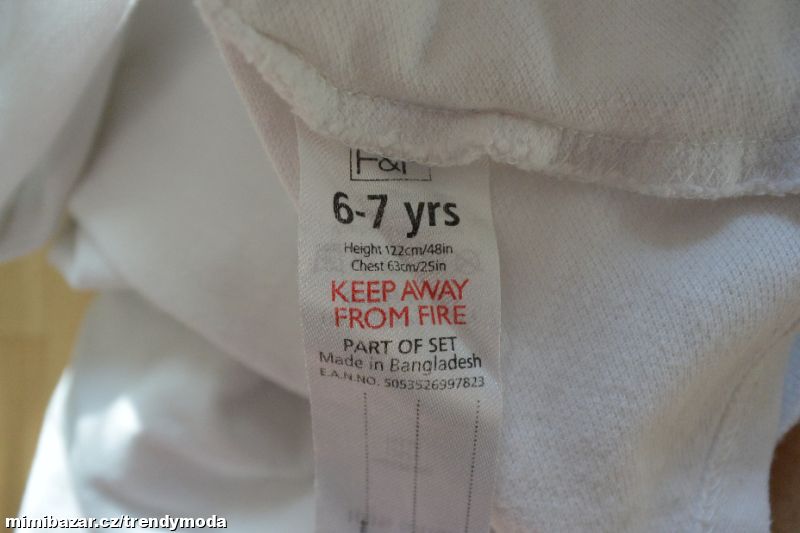 F&F
6-7 yrs
Height 122cm/48in
Chest 63cm/25in
KEEP AWAY
FROM FIRE
PART OF SET
Made in Bangladesh
E.A.N.NO. 5053526997823
mimibazar.cz/trendymoda